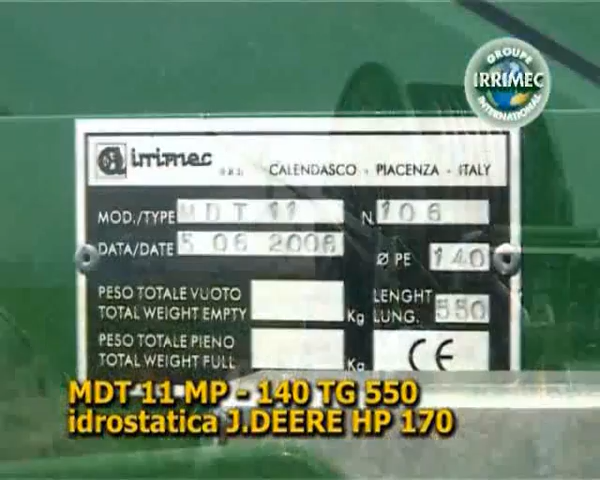 GROUPE
IRRIMEC
INTERNATIONAL
irrimec s.r.l. CALENDASCO - PIACENZA - ITALY
MOD./TYPE MDT 11 N. 106
DATA/DATE 5 06 2006 Ø PE 140
PESO TOTALE VUOTO
TOTAL WEIGHT EMPTY Kg
LENGHT
LUNG. 550
PESO TOTALE PIENO
TOTAL WEIGHT FULL Kg
CE
MDT 11 MP - 140 TG 550
idrostatica J.DEERE HP 170